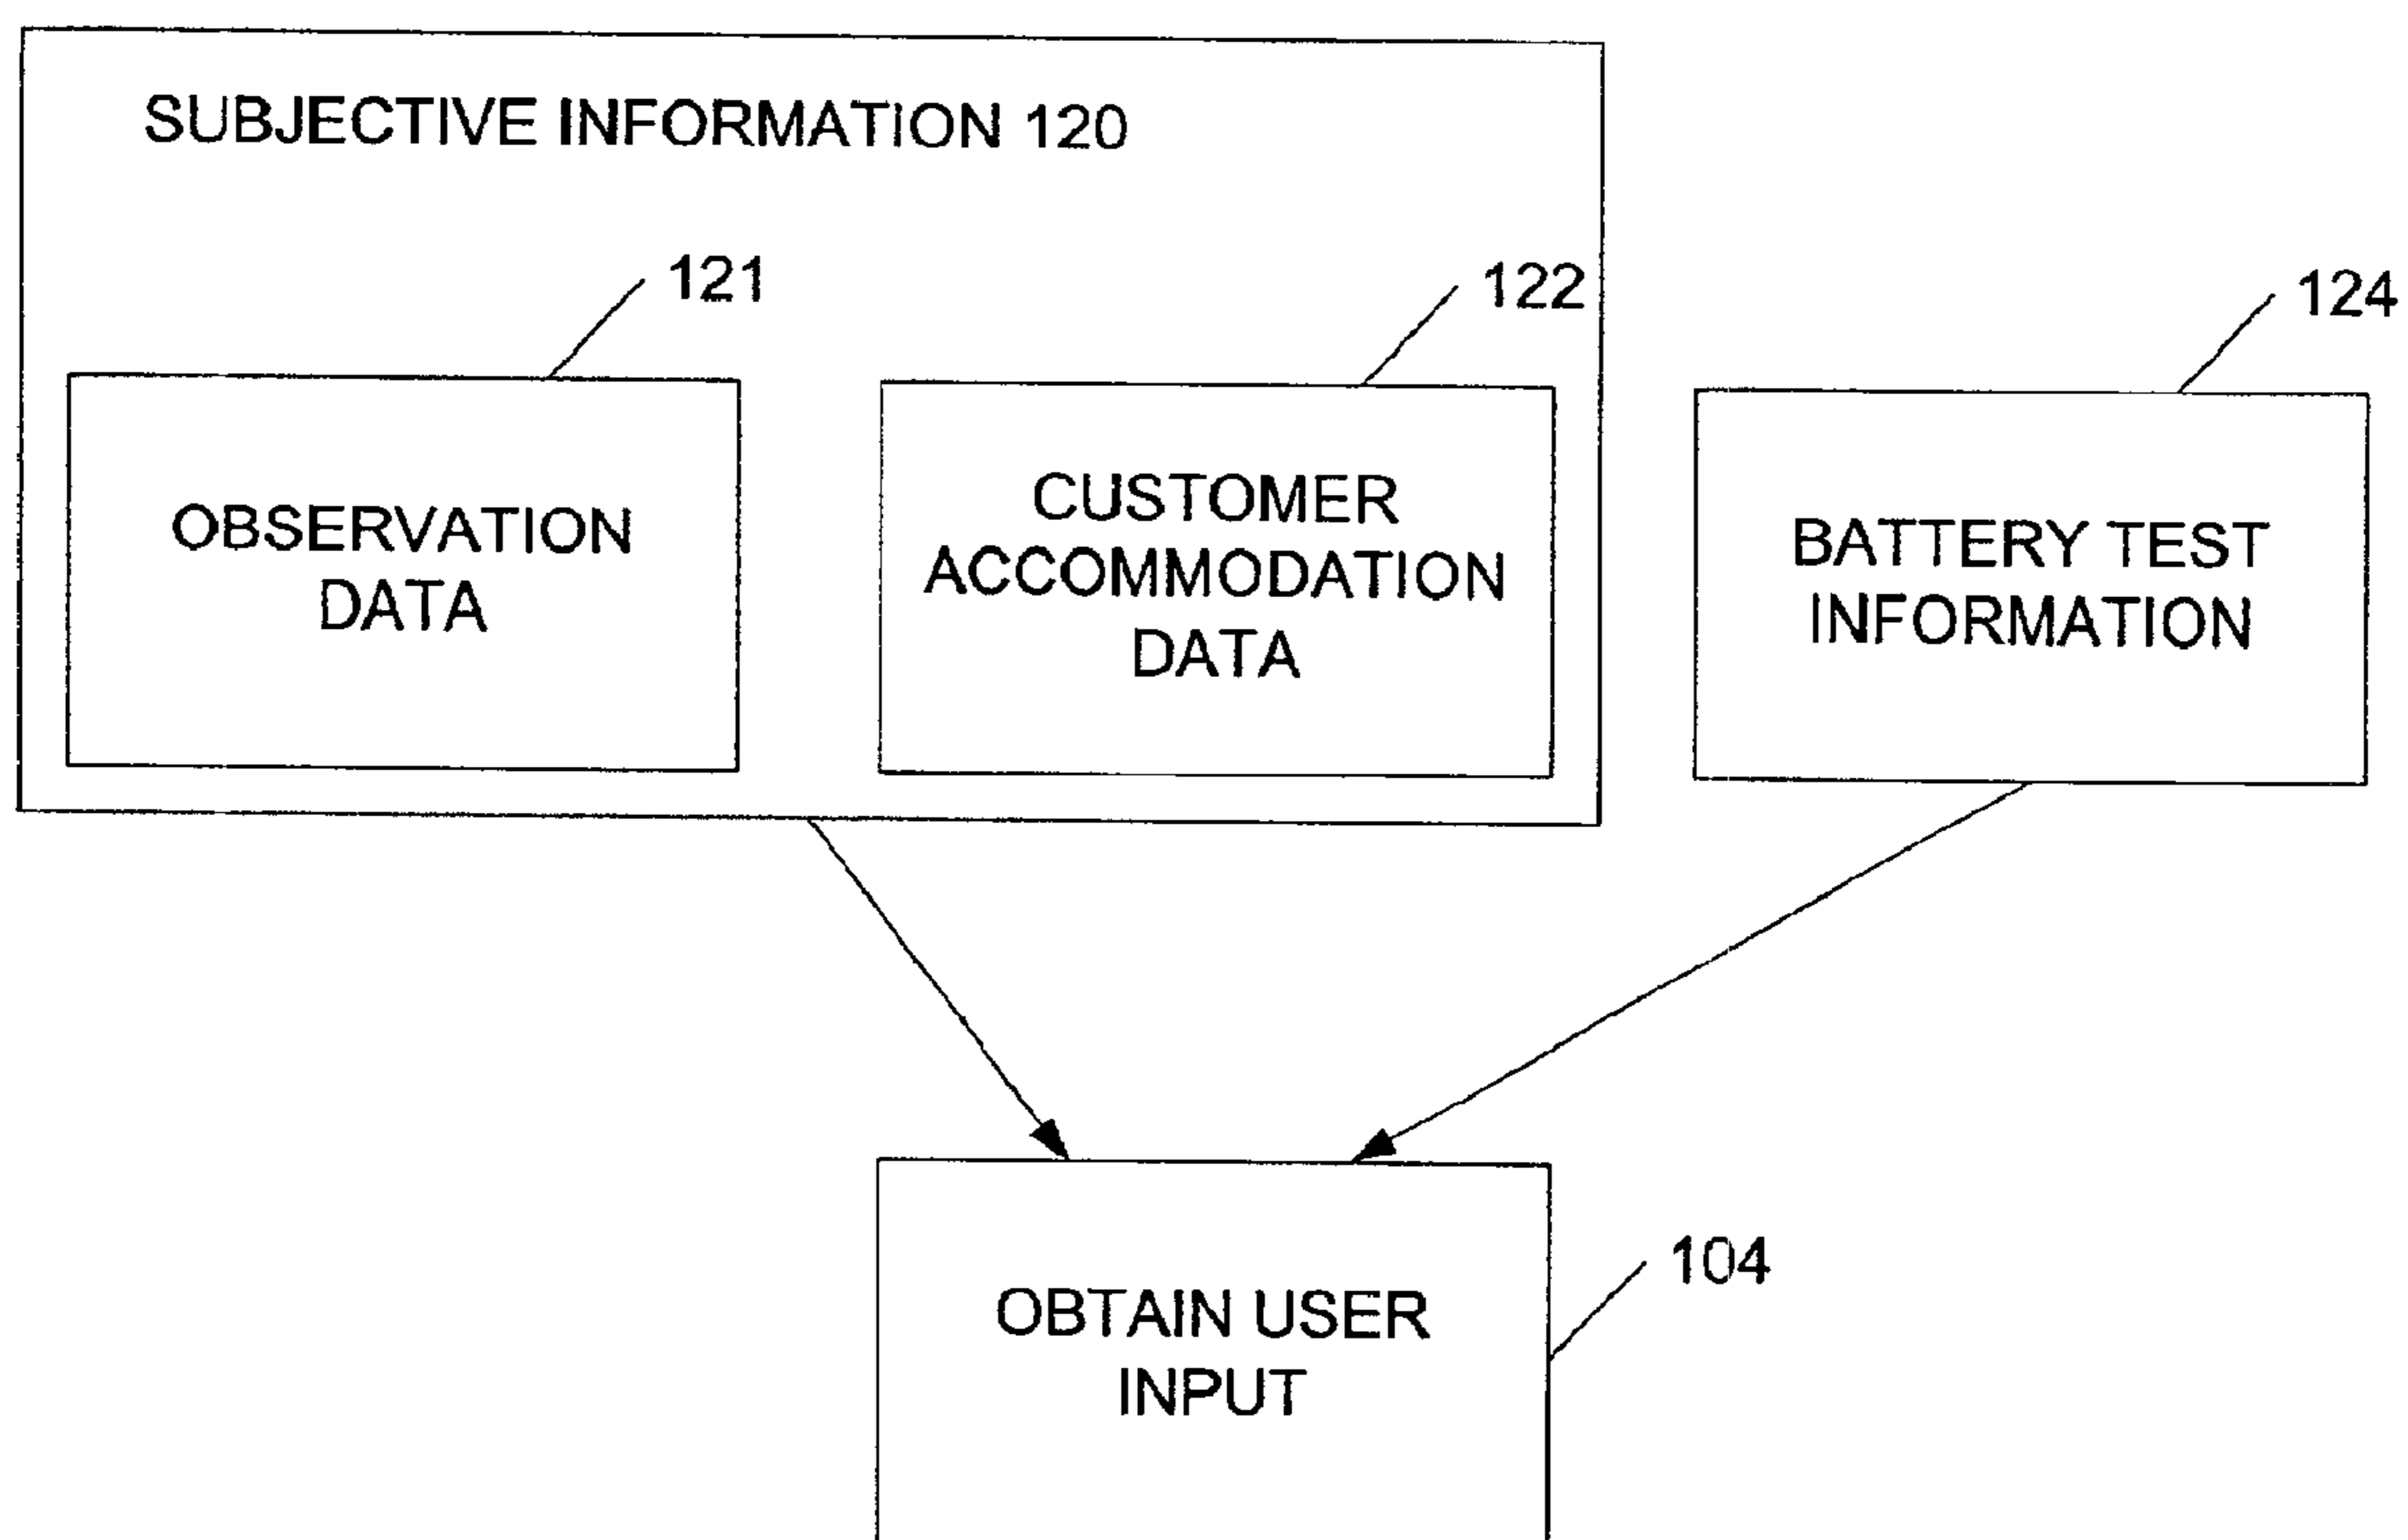 SUBJECTIVE INFORMATION 120
121
122
124
OBSERVATION
DATA
CUSTOMER
ACCOMMODATION
DATA
BATTERY TEST
INFORMATION
104
OBTAIN USER
INPUT